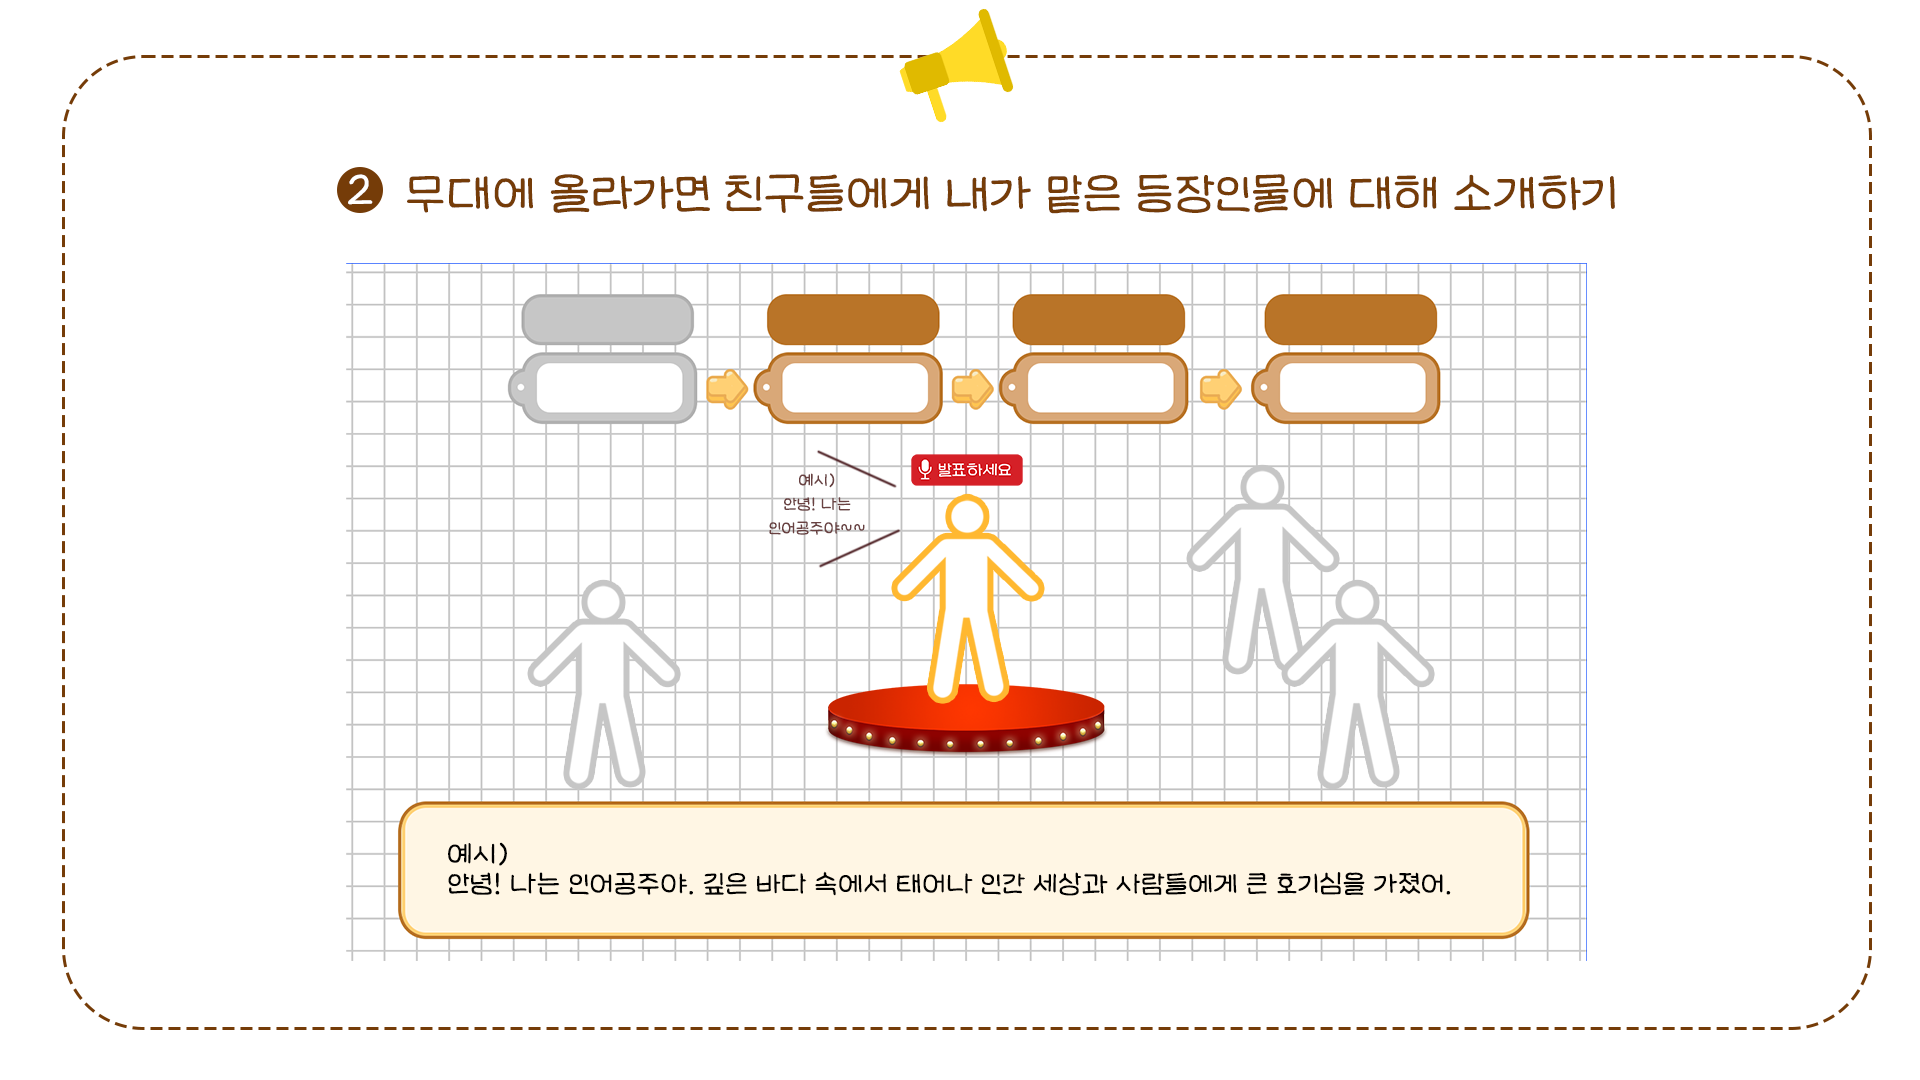 2 무대에 올라가면 친구들에게 내가 맡은 등장인물에 대해 소개하기
발표하세요
예시)
안녕! 나는
인어공주야~~
예시)
안녕! 나는 인어공주야. 깊은 바다 속에서 태어나 인간 세상과 사람들에게 큰 호기심을 가졌어.